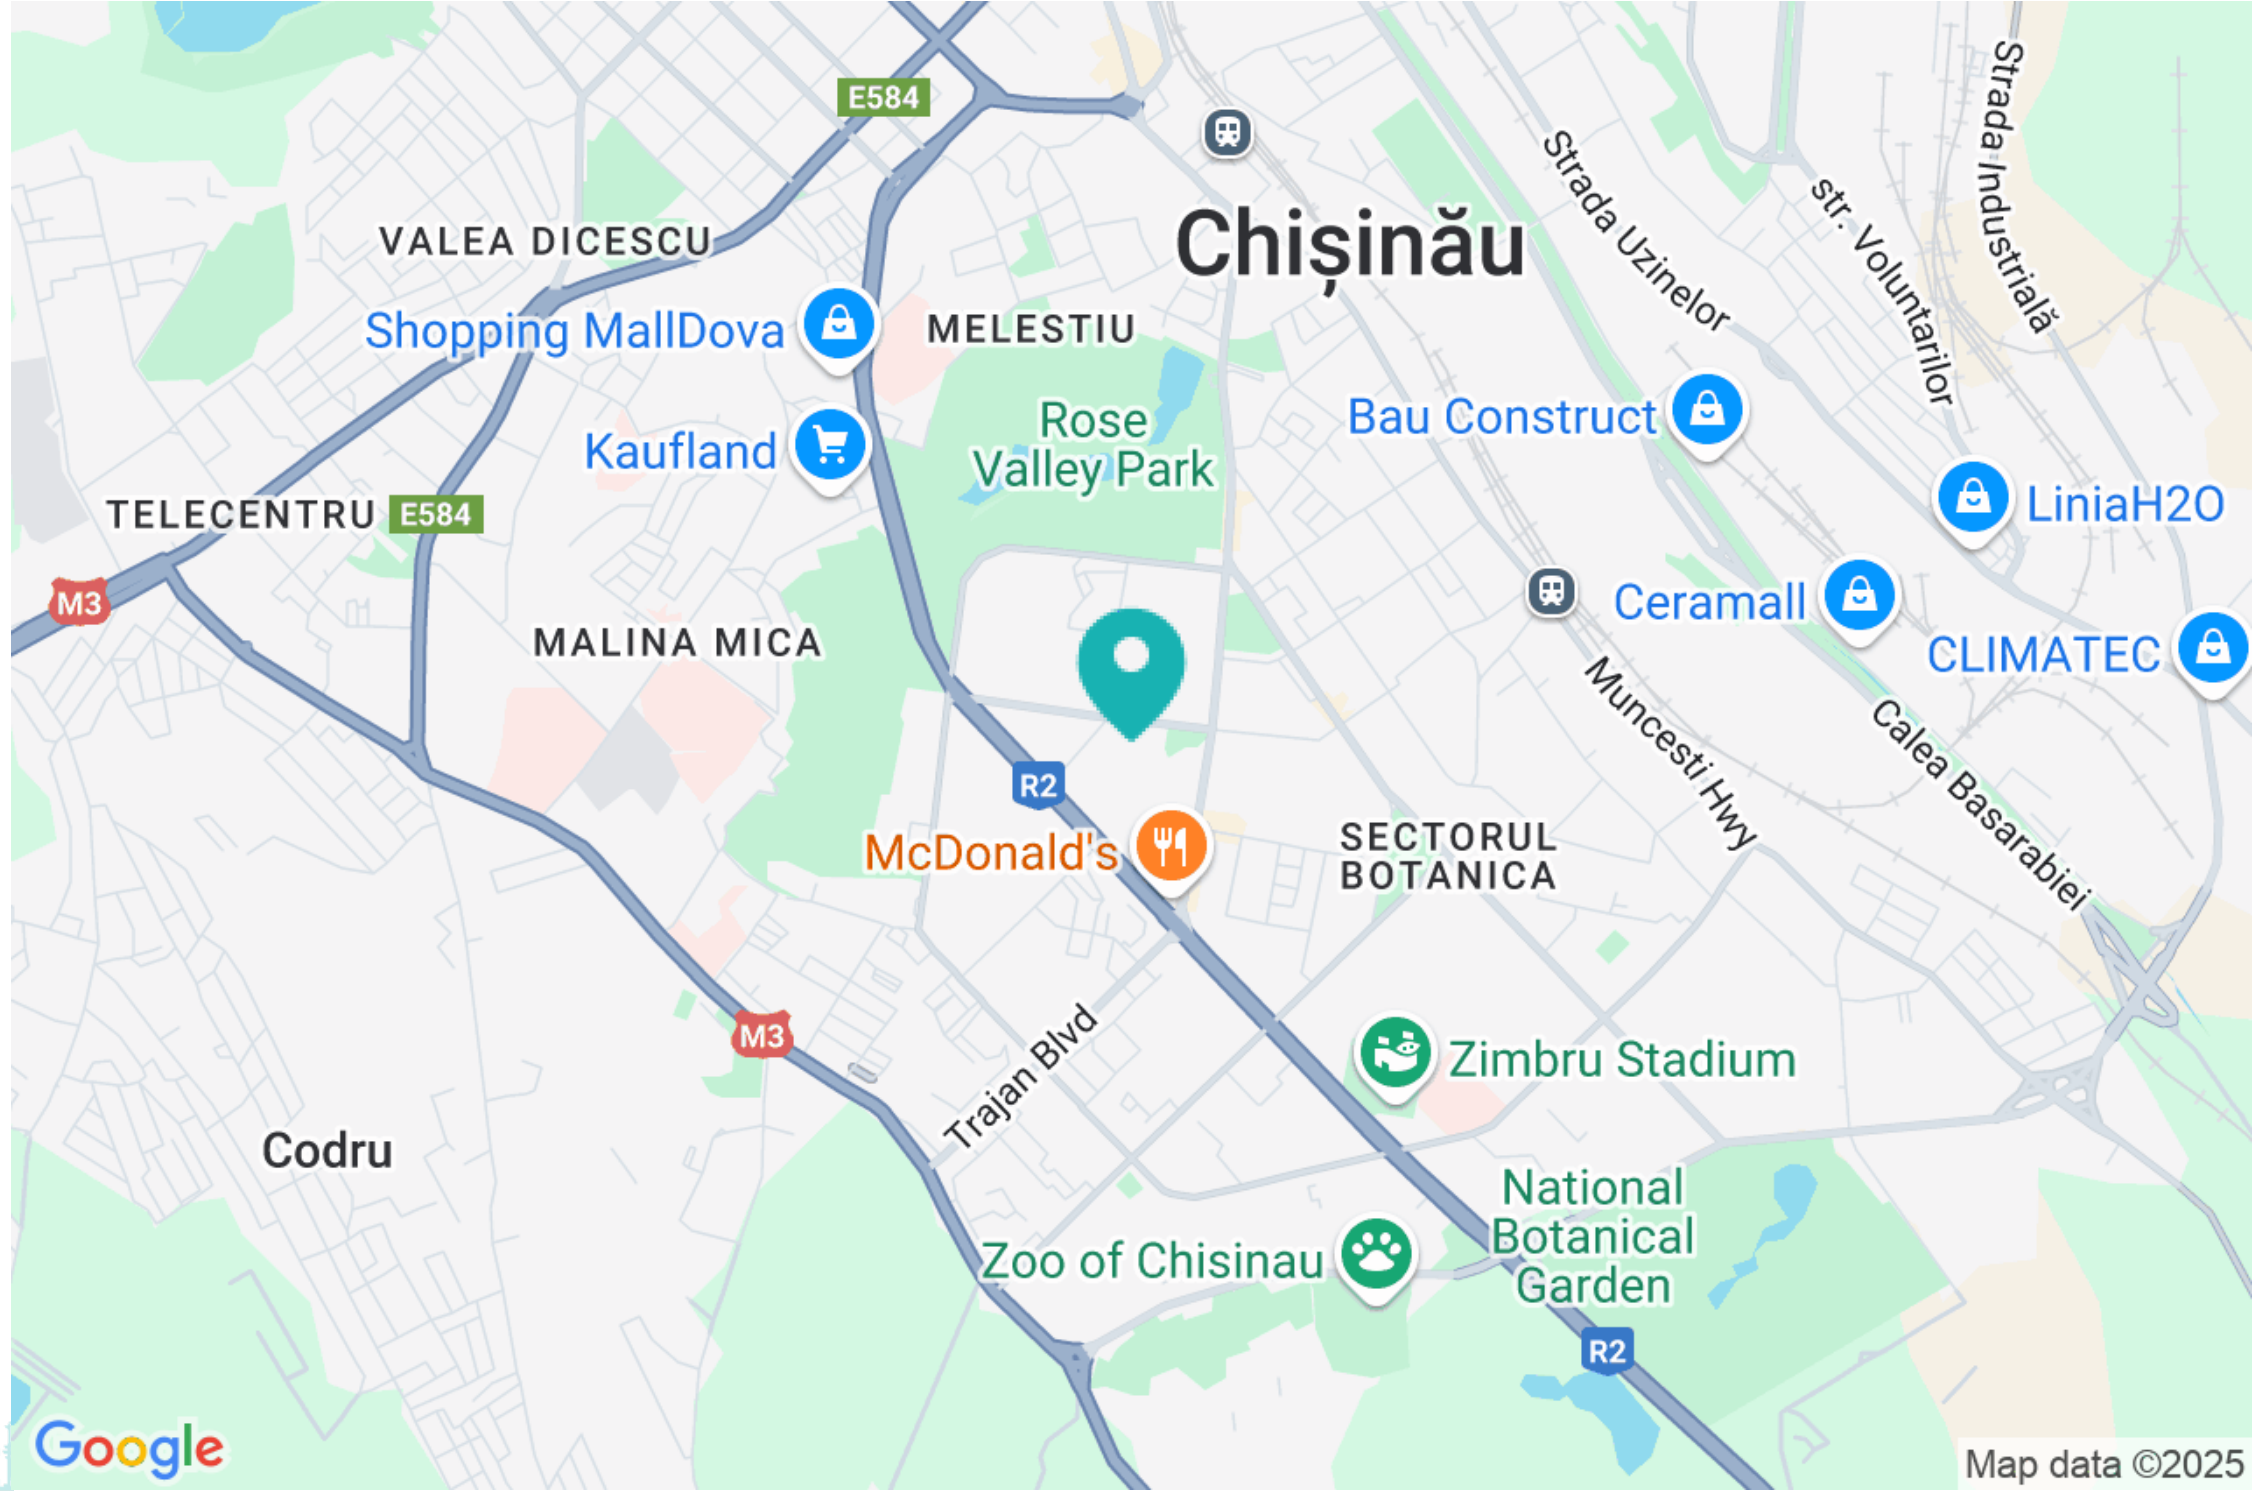 E584
Strada Industrială
Strada Uzinelor
str. Voluntarilor
Chișinău
VALEA DICESCU
Shopping MallDova
MELESTIU
Rose
Valley Park
Bau Construct
Kaufland
TELECENTRU
E584
LiniaH2O
M3
Ceramall
MALINA MICA
CLIMATEC
Muncesti Hwy
Calea Basarabiei
R2
McDonald's
SECTORUL
BOTANICA
M3
Trajan Blvd
Zimbru Stadium
Codru
National
Botanical
Garden
Zoo of Chisinau
R2
Google
Map data ©2025